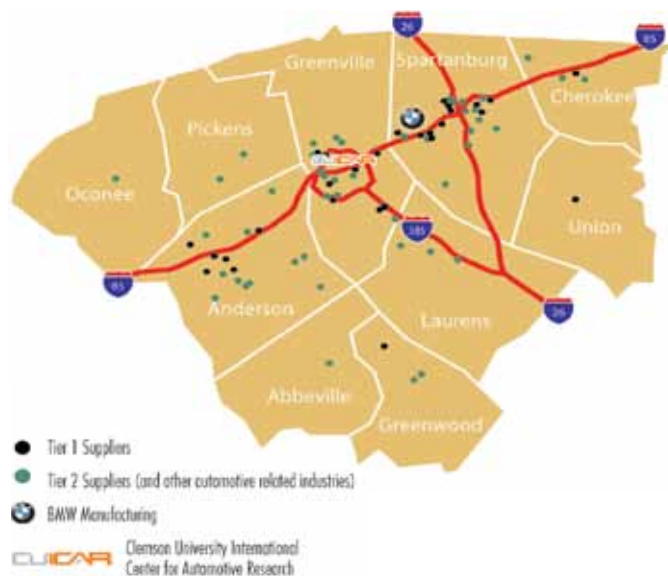 26
85
Greenville
Spartanburg
Cherokee
Pickens
CUICAR
Oconee
Union
385
85
Anderson
Laurens
26
Abbeville
Greenwood
Tier 1 Suppliers
Tier 2 Suppliers (and other automotive related industries)
BMW Manufacturing
CUICAR
Clemson University International
Center for Automotive Research